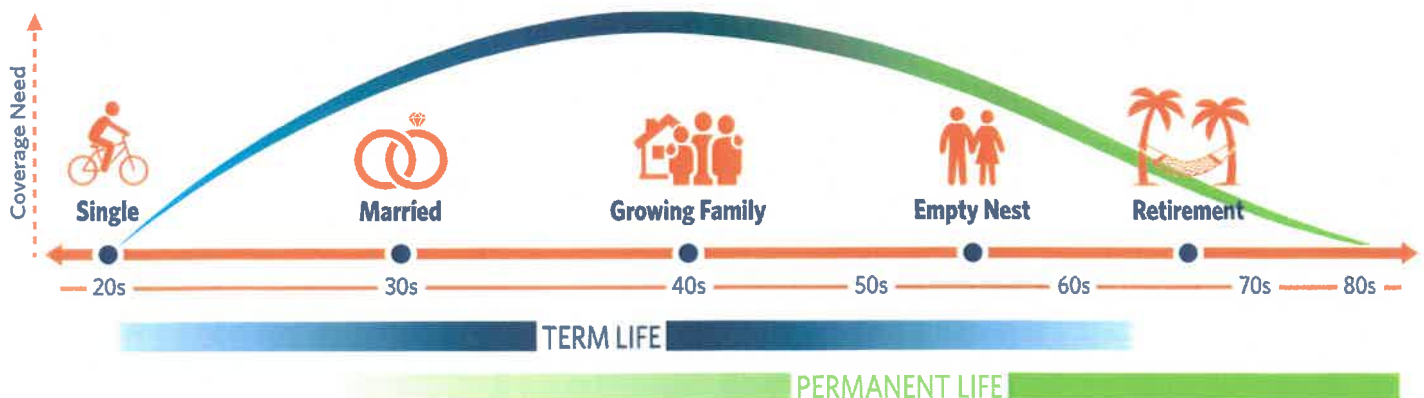 Coverage Need
Single
Married
Growing Family
Empty Nest
Retirement
20s
30s
40s
50s
60s
70s
80s
TERM LIFE
PERMANENT LIFE